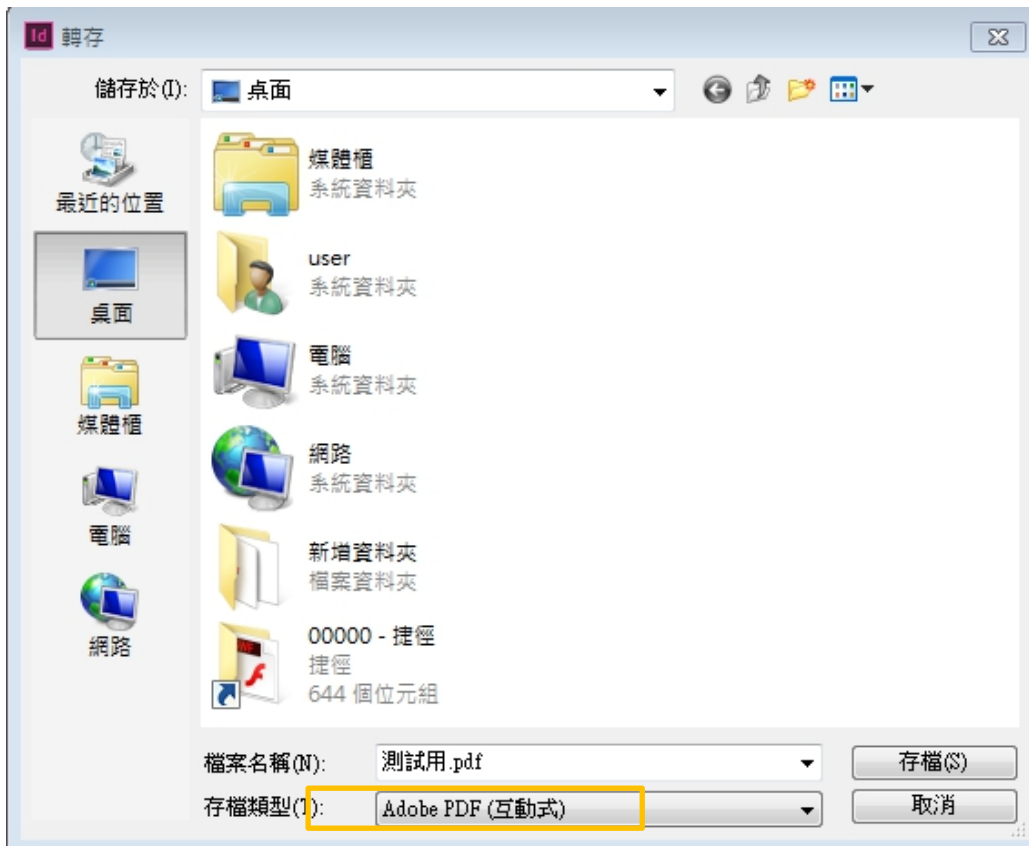 Id 轉存
儲存於(I): 桌面
最近的位置
桌面
媒體櫃
電腦
網路
媒體櫃
系統資料夾
user
系統資料夾
電腦
系統資料夾
網路
系統資料夾
新增資料夾
檔案資料夾
00000 - 捷徑
捷徑
644 個位元組
檔案名稱(N): 測試用.pdf 存檔(S)
存檔類型(T): Adobe PDF (互動式) 取消